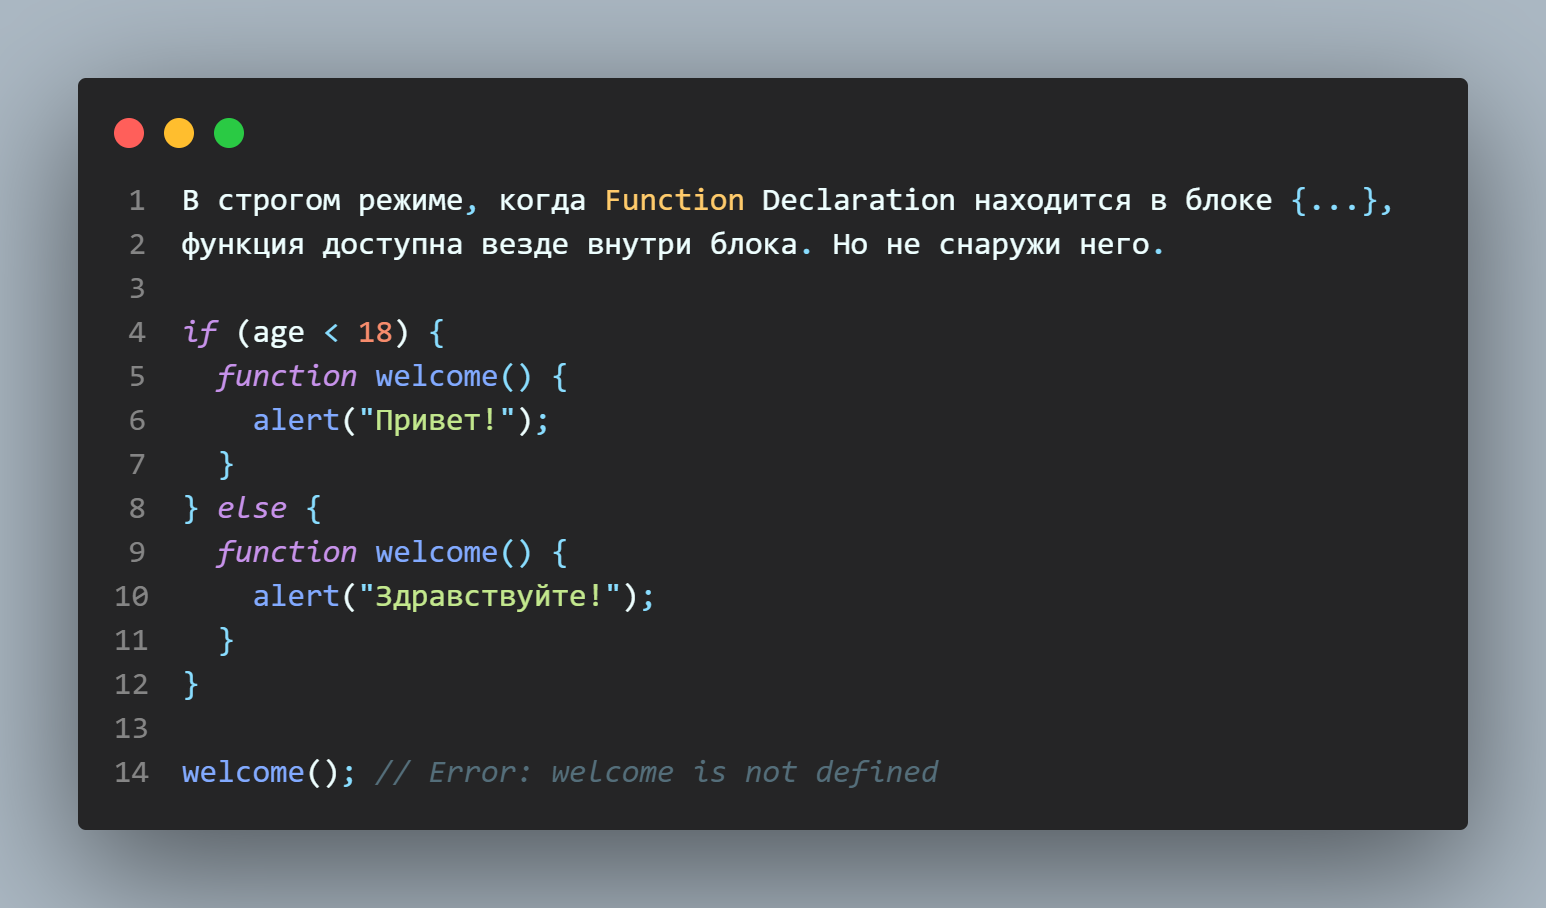 1 В строгом режиме, когда Function Declaration находится в блоке {...},
2 функция доступна везде внутри блока. Но не снаружи него.
3
4 if (age < 18) {
5   function welcome() {
6     alert("Привет!");
7   }
8 } else {
9   function welcome() {
10     alert("Здравствуйте!");
11   }
12 }
13
14 welcome(); // Error: welcome is not defined